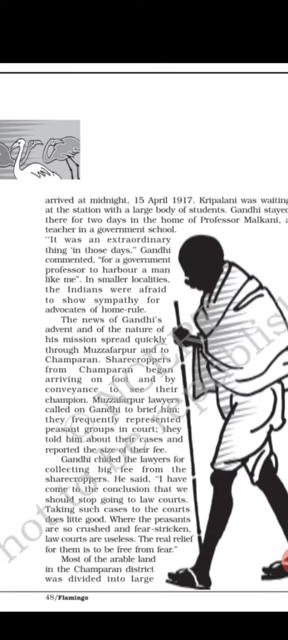 arrived at midnight, 15 April 1917. Kripalani was waiting
at the station with a large body of students. Gandhi stayed
there for two days in the home of Professor Malkani, a
teacher in a government school.
“It was an extraordinary
thing ‘in those days,” Gandhi
commented, “for a government
professor to harbour a man
like me”. In smaller localities,
the Indians were afraid
to show sympathy for
advocates of home-rule.
The news of Gandhi’s
advent and of the nature of
his mission spread quickly
through Muzzafarpur and to
Champaran. Sharecroppers
from Champaran began
arriving on foot and by
conveyance to see their
champion. Muzzafarpur lawyers
called on Gandhi to brief him;
they frequently represented
peasant groups in court; they
told him about their cases and
reported the size of their fee.
Gandhi chided the lawyers for
collecting big fee from the
sharecroppers. He said, “I have
come to the conclusion that we
should stop going to law courts.
Taking such cases to the courts
does litte good. Where the peasants
are so crushed and fear-stricken,
law courts are useless. The real relief
for them is to be free from fear.”
Most of the arable land
in the Champaran district
was divided into large
48/Flamingo
not to be republished